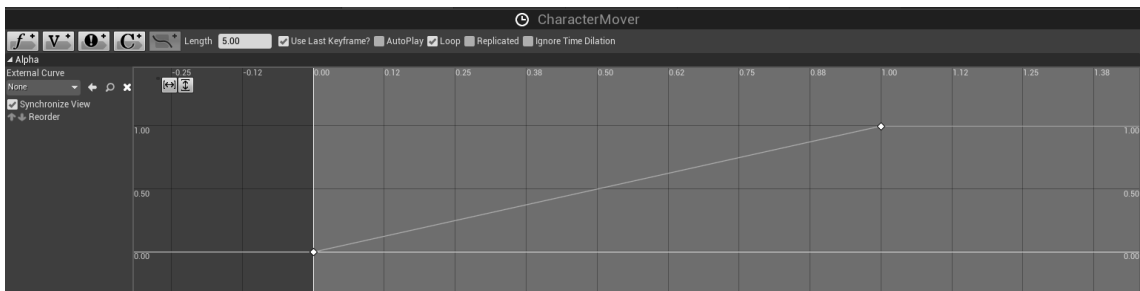 CharacterMover
f+ V+ !+ C+ Length 5.00 Use Last Keyframe? AutoPlay Loop Replicated Ignore Time Dilation
Alpha
External Curve -0.25 -0.12 0.00 0.12 0.25 0.38 0.50 0.62 0.75 0.88 1.00 1.12 1.25 1.38
None
Synchronize View
Reorder
1.00 1.00
0.50 0.50
0.00 0.00